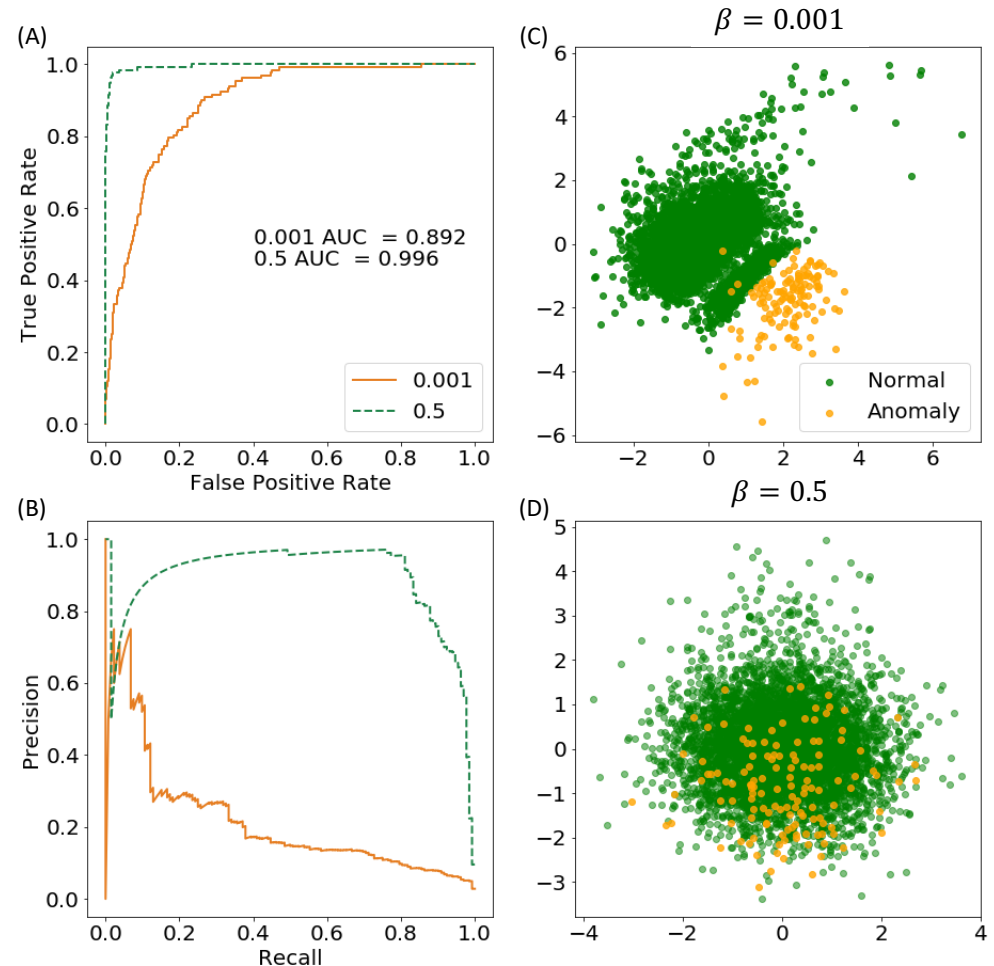 (A)
1.0
0.8
0.6
0.4
0.2
0.0
True Positive Rate
0.001 AUC = 0.892
0.5 AUC = 0.996
0.001
0.5
0.0 0.2 0.4 0.6 0.8 1.0
False Positive Rate
(C)
β = 0.001
6
4
2
0
−2
−4
−6
Normal
Anomaly
−2 0 2 4 6
(B)
1.0
0.8
0.6
0.4
0.2
0.0
Precision
0.0 0.2 0.4 0.6 0.8 1.0
Recall
(D)
β = 0.5
5
4
3
2
1
0
−1
−2
−3
−4 −2 0 2 4